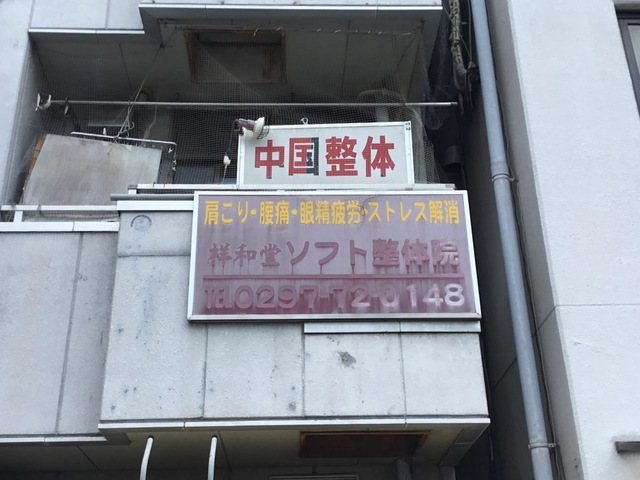 中国整体
肩こり・腰痛・眼精疲労・ストレス解消
祥和堂ソフト整体院
TEL0297-72-0148